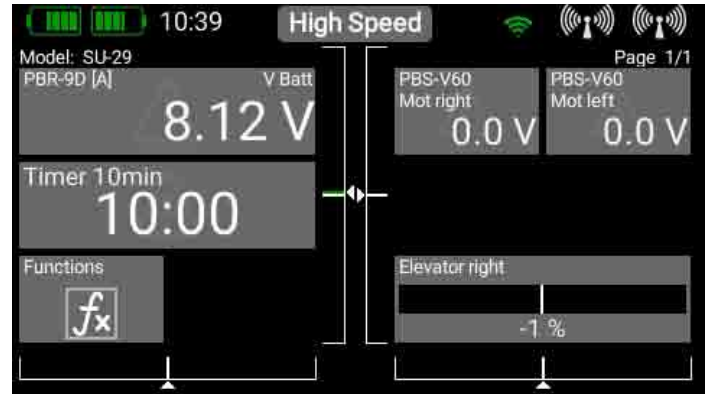 10:39
High Speed
Model: SU-29
Page 1/1
PBR-9D [A]
V Batt
8.12 V
PBS-V60
Mot right
0.0 V
PBS-V60
Mot left
0.0 V
Timer 10min
10:00
Functions
fx
Elevator right
-1 %